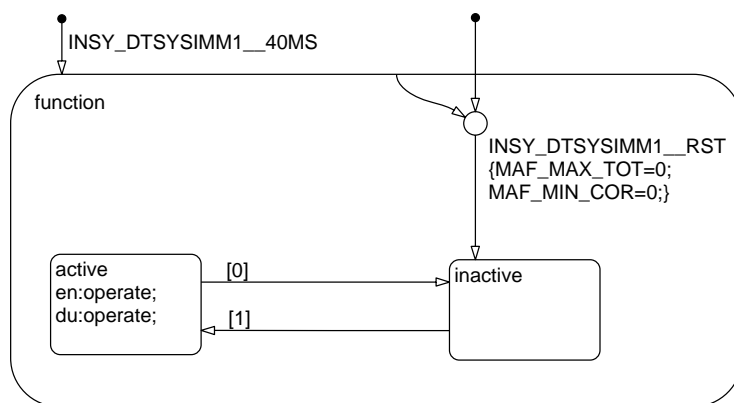 INSY_DTSYSIMM1__40MS
function
INSY_DTSYSIMM1__RST
{MAF_MAX_TOT=0;
MAF_MIN_COR=0;}
active
en:operate;
du:operate;
[0]
[1]
inactive